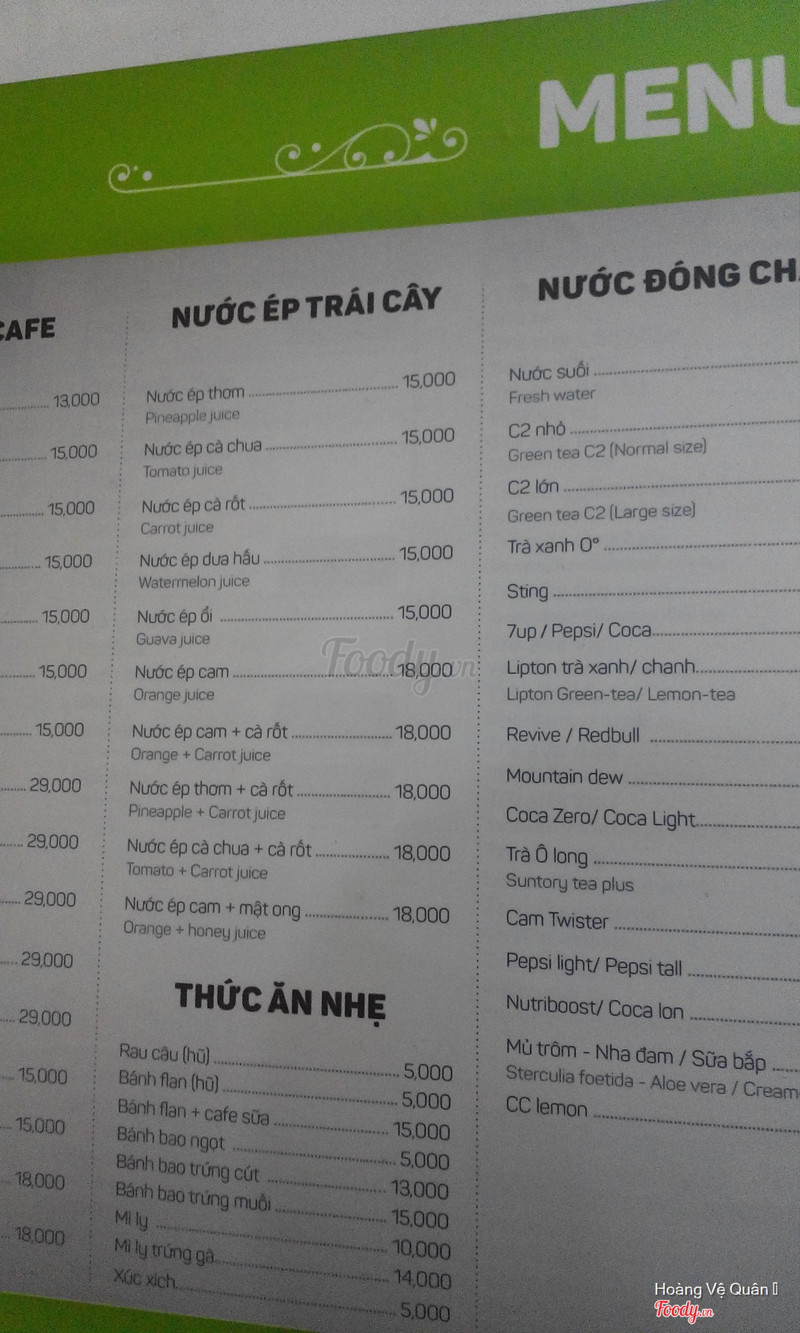 MENU
CAFE
13,000
15,000
15,000
15,000
15,000
15,000
15,000
29,000
29,000
29,000
29,000
29,000
15,000
15,000
18,000
18,000
NƯỚC ÉP TRÁI CÂY
Nước ép thơm 15,000
Pineapple juice
Nước ép cà chua 15,000
Tomato juice
Nước ép cà rốt 15,000
Carrot juice
Nước ép dưa hấu 15,000
Watermelon juice
Nước ép ổi 15,000
Guava juice
Nước ép cam 18,000
Orange juice
Nước ép cam + cà rốt 18,000
Orange + Carrot juice
Nước ép thơm + cà rốt 18,000
Pineapple + Carrot juice
Nước ép cà chua + cà rốt 18,000
Tomato + Carrot juice
Nước ép cam + mật ong 18,000
Orange + honey juice
THỨC ĂN NHẸ
Rau câu (hũ) 5,000
Bánh flan (hũ) 5,000
Bánh flan + cafe sữa 15,000
Bánh bao ngọt 5,000
Bánh bao trứng cút 13,000
Bánh bao trứng muối 15,000
Mì ly 10,000
Mì ly trứng gà 14,000
Xúc xích 5,000
NƯỚC ĐÓNG CHA
Nước suối
Fresh water
C2 nhỏ
Green tea C2 (Normal size)
C2 lớn
Green tea C2 (Large size)
Trà xanh O°
Sting
7up / Pepsi/ Coca
Lipton trà xanh/ chanh
Lipton Green-tea/ Lemon-tea
Revive / Redbull
Mountain dew
Coca Zero/ Coca Light
Trà Ô long
Suntory tea plus
Cam Twister
Pepsi light/ Pepsi tall
Nutriboost/ Coca lon
Mủ trôm - Nha đam / Sữa bắp
Sterculia foetida - Aloe vera / Cream
CC lemon
Foody.vn
Hoàng Vệ Quân
Foody.vn